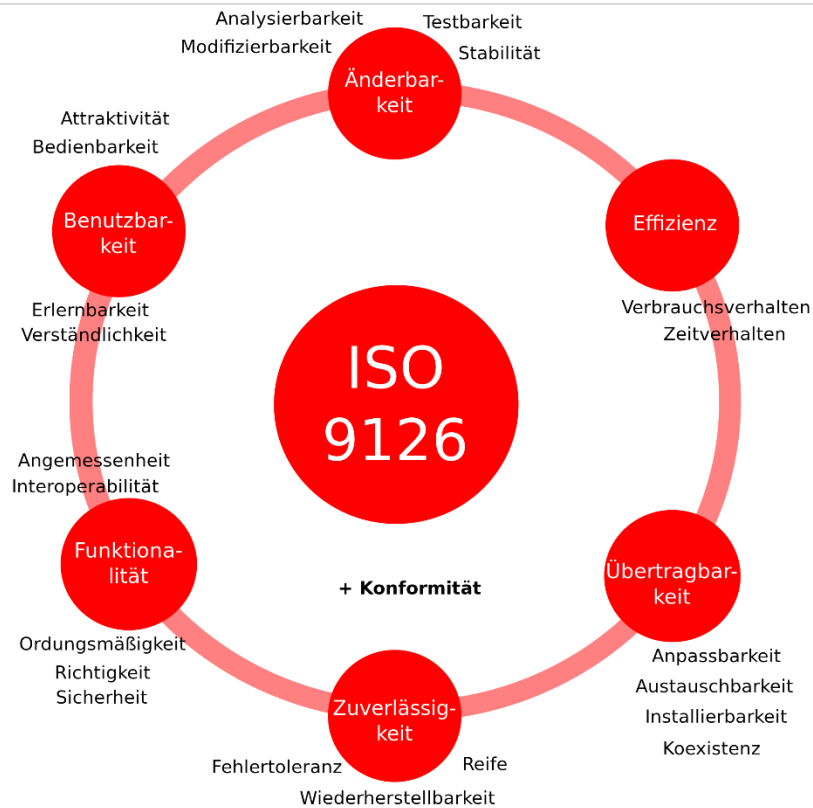 Analysierbarkeit
Testbarkeit
Modifizierbarkeit
Stabilität
Änderbar-
keit
Attraktivität
Bedienbarkeit
Benutzbar-
keit
Erlernbarkeit
Verständlichkeit
Effizienz
Verbrauchsverhalten
Zeitverhalten
ISO
9126
Angemessenheit
Interoperabilität
Funktiona-
lität
Ordungsmäßigkeit
Richtigkeit
Sicherheit
+ Konformität
Übertragbar-
keit
Anpassbarkeit
Austauschbarkeit
Installierbarkeit
Koexistenz
Zuverlässig-
keit
Fehlertoleranz
Reife
Wiederherstellbarkeit